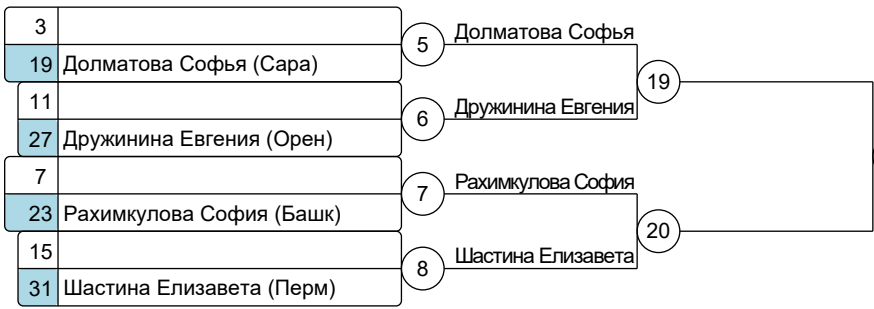 3
5
Долматова Софья
19 Долматова Софья (Сара)
19
11
6
Дружинина Евгения
27 Дружинина Евгения (Орен)
7
7
Рахимкулова София
23 Рахимкулова София (Башк)
20
15
8
Шастина Елизавета
31 Шастина Елизавета (Перм)